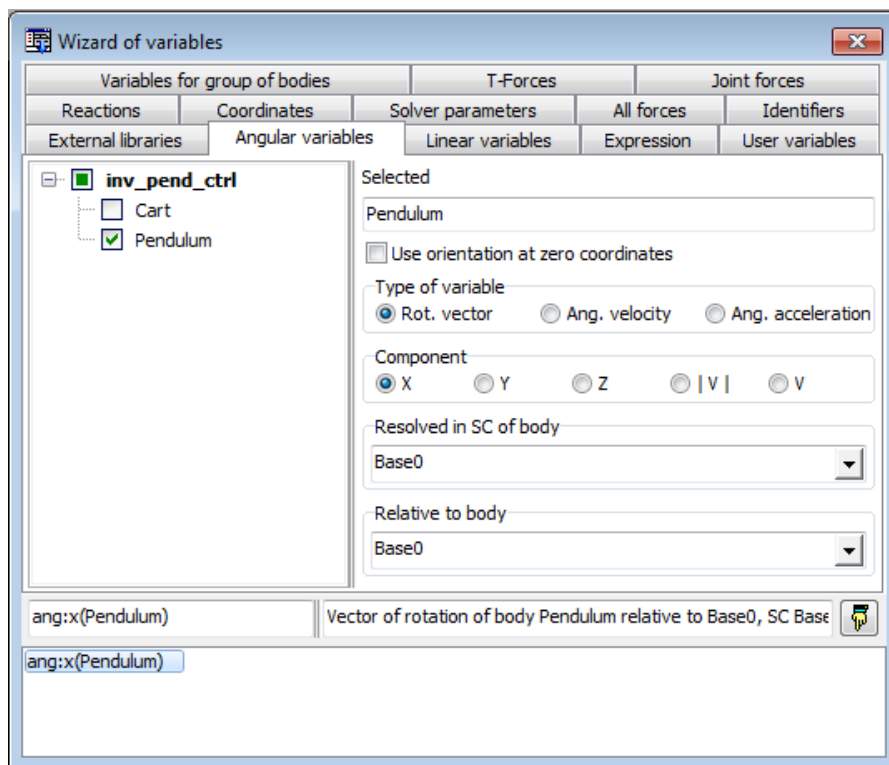 Wizard of variables
Variables for group of bodies T-Forces Joint forces
Reactions Coordinates Solver parameters All forces Identifiers
External libraries Angular variables Linear variables Expression User variables
inv_pend_ctrl
Cart
Pendulum
Selected
Pendulum
Use orientation at zero coordinates
Type of variable
Rot. vector Ang. velocity Ang. acceleration
Component
X Y Z |V| V
Resolved in SC of body
Base0
Relative to body
Base0
ang:x(Pendulum) Vector of rotation of body Pendulum relative to Base0, SC Base
ang:x(Pendulum)